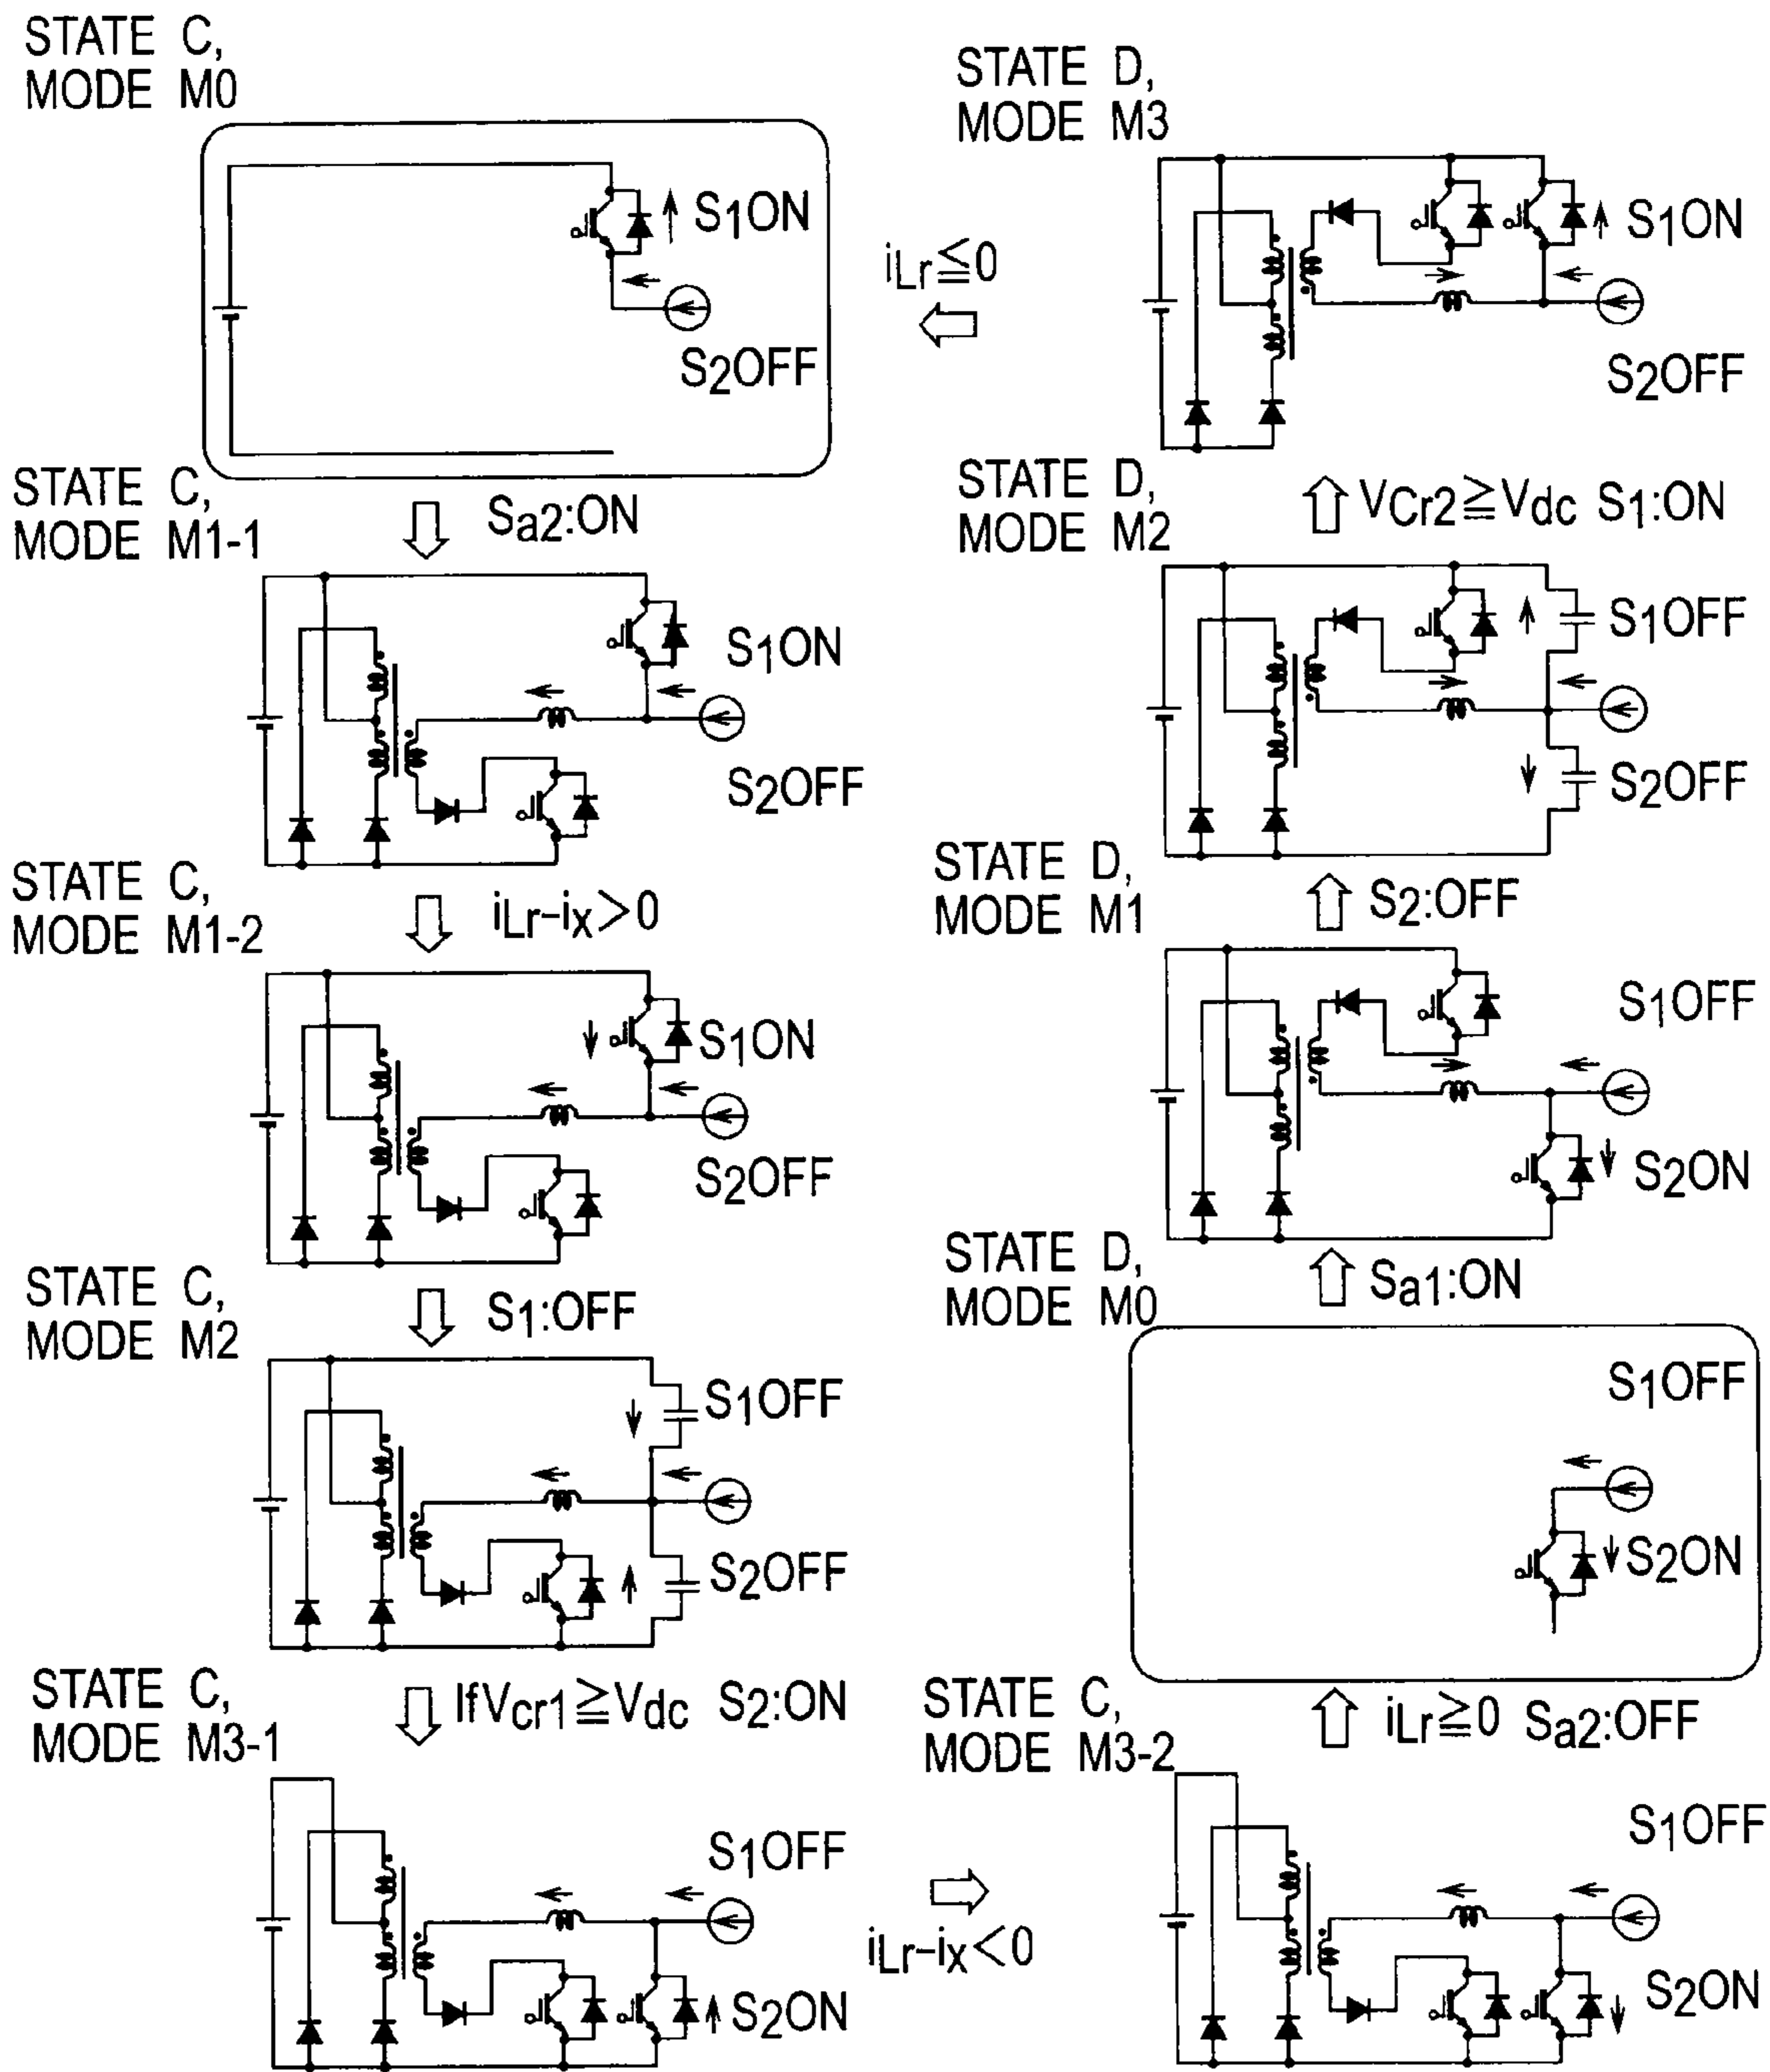 STATE C,
MODE M0
S1ON
S2OFF
STATE C,
MODE M1-1
Sa2:ON
S1ON
S2OFF
STATE C,
MODE M1-2
iLr-ix>0
S1ON
S2OFF
STATE C,
MODE M2
S1:OFF
S1OFF
S2OFF
STATE C,
MODE M3-1
IfVcr1≧Vdc S2:ON
S1OFF
S2ON
iLr-ix<0
STATE C,
MODE M3-2
S1OFF
S2ON
iLr≧0 Sa2:OFF
STATE D,
MODE M0
S1OFF
S2ON
Sa1:ON
STATE D,
MODE M1
S1OFF
S2ON
S2:OFF
STATE D,
MODE M2
S1OFF
S2OFF
VCr2≧Vdc S1:ON
STATE D,
MODE M3
S1ON
S2OFF
iLr≦0